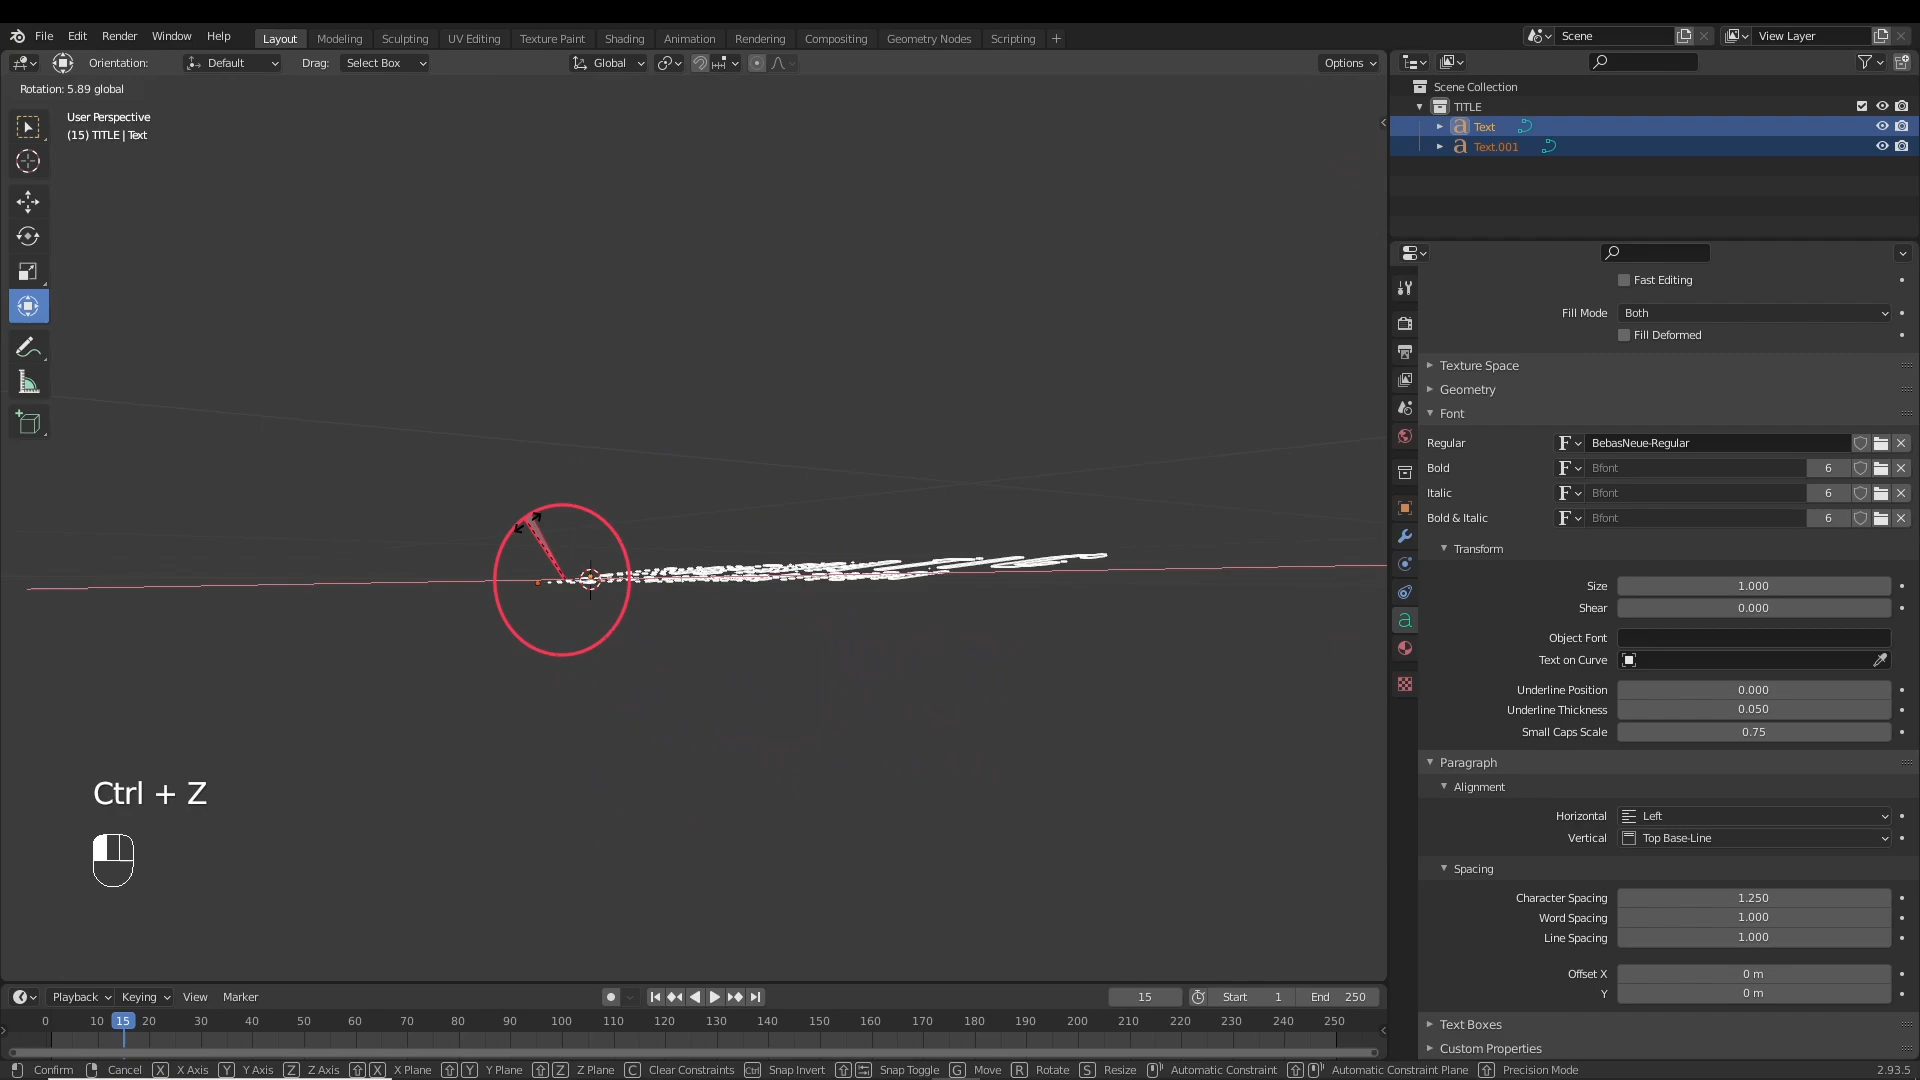 File Edit Render Window Help Layout Modeling Sculpting UV Editing Texture Paint Shading Animation Rendering Compositing Geometry Nodes Scripting + Scene View Layer
Orientation: Default Drag: Select Box Global Options
Rotation: 5.89 global
User Perspective
(15) TITLE | Text
Scene Collection
TITLE
Text
Text.001
Fast Editing
Fill Mode Both
Fill Deformed
Texture Space
Geometry
Font
Regular F BebasNeue-Regular
Bold F Bfont 6
Italic F Bfont 6
Bold & Italic F Bfont 6
Transform
Size 1.000
Shear 0.000
Object Font
Text on Curve
Underline Position 0.000
Underline Thickness 0.050
Small Caps Scale 0.75
Paragraph
Alignment
Horizontal Left
Vertical Top Base-Line
Spacing
Character Spacing 1.250
Word Spacing 1.000
Line Spacing 1.000
Offset X 0 m
Y 0 m
Text Boxes
Custom Properties
Ctrl + Z
Playback Keying View Marker 15 Start 1 End 250
0 10 15 20 30 40 50 60 70 80 90 100 110 120 130 140 150 160 170 180 190 200 210 220 230 240 250
Confirm Cancel X X Axis Y Y Axis Z Z Axis X X Plane Y Y Plane Z Z Plane C Clear Constraints Ctrl Snap Invert Snap Toggle G Move R Rotate S Resize Automatic Constraint Automatic Constraint Plane Precision Mode 2.93.5